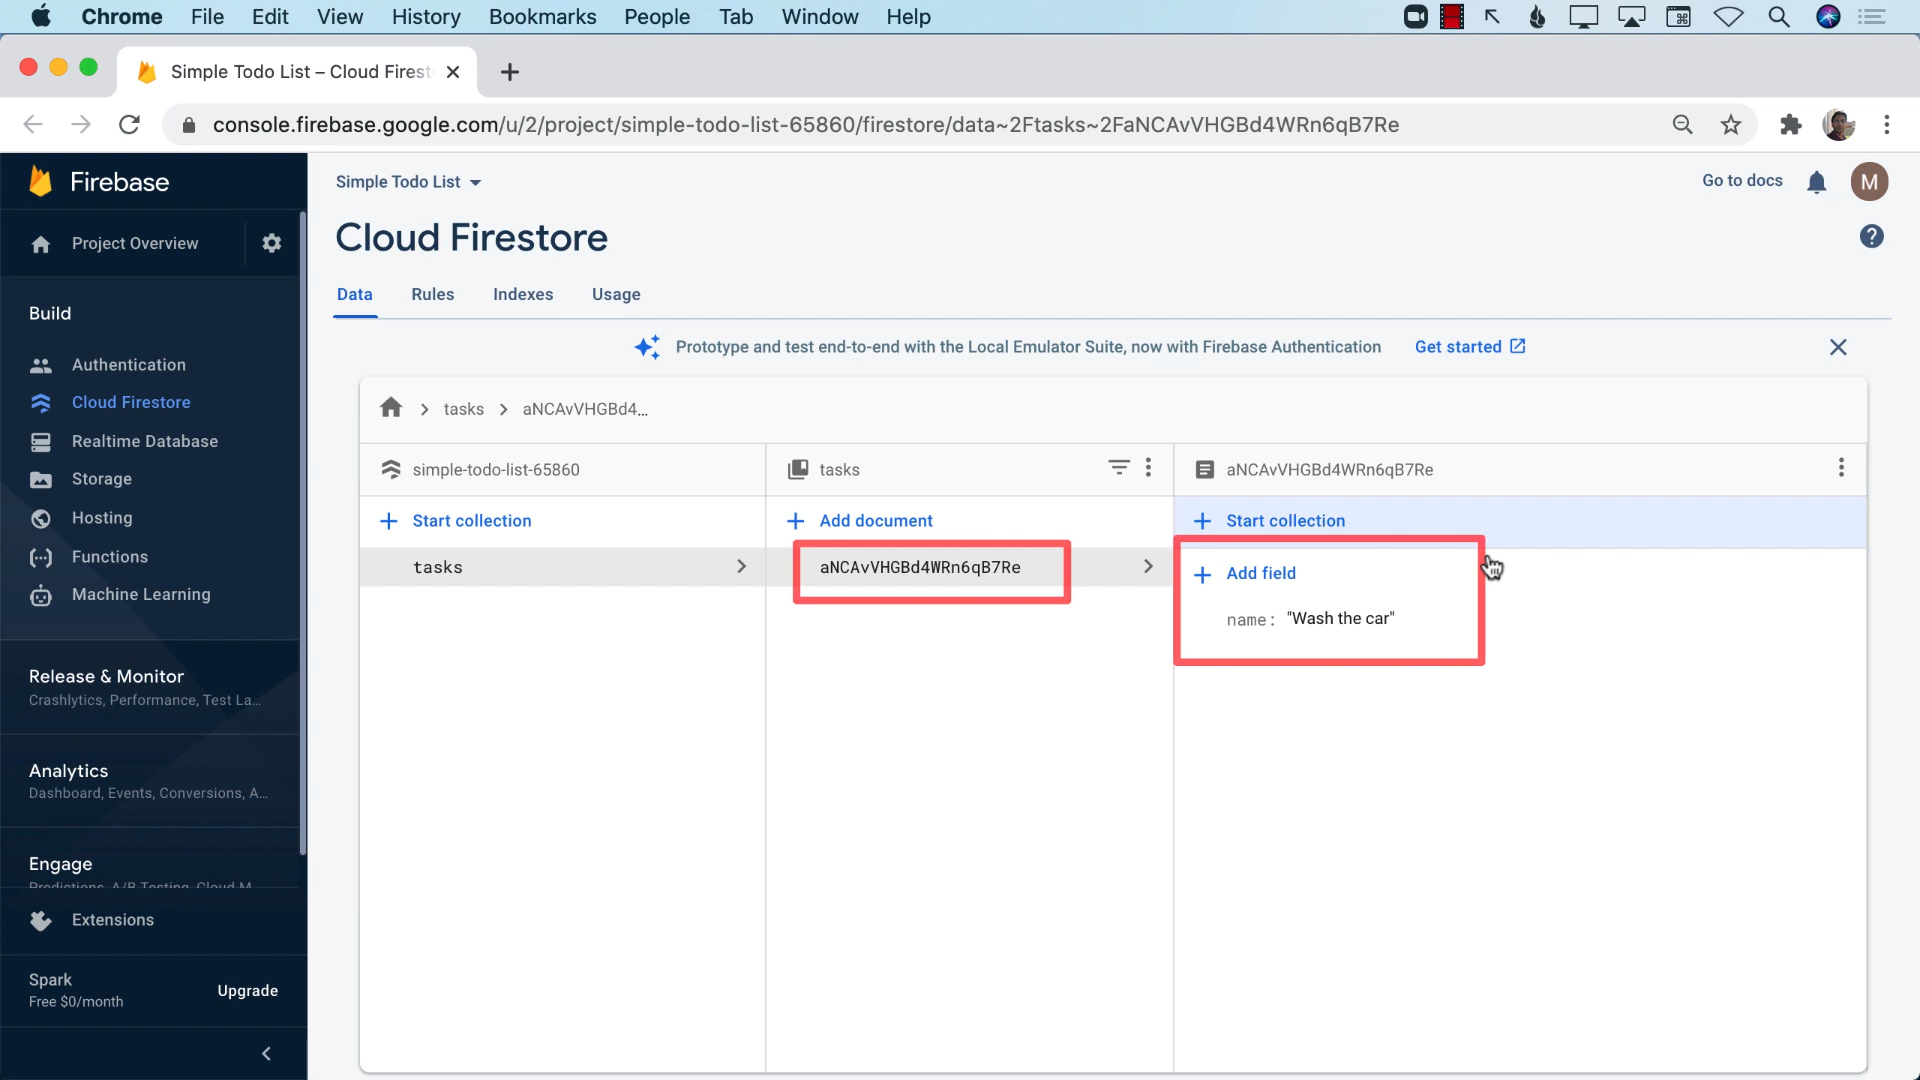 Chrome File Edit View History Bookmarks People Tab Window Help
Simple Todo List – Cloud Firest
console.firebase.google.com/u/2/project/simple-todo-list-65860/firestore/data~2Ftasks~2FaNCAvVHGBd4WRn6qB7Re
Firebase
Project Overview
Build
Authentication
Cloud Firestore
Realtime Database
Storage
Hosting
Functions
Machine Learning
Release & Monitor
Crashlytics, Performance, Test La...
Analytics
Dashboard, Events, Conversions, A...
Engage
Predictions, A/B Testing, Cloud M
Extensions
Spark
Free $0/month
Upgrade
Simple Todo List
Go to docs
M
Cloud Firestore
Data Rules Indexes Usage
Prototype and test end-to-end with the Local Emulator Suite, now with Firebase Authentication Get started
tasks aNCAvVHGBd4...
simple-todo-list-65860
Start collection
tasks
tasks
Add document
aNCAvVHGBd4WRn6qB7Re
aNCAvVHGBd4WRn6qB7Re
Start collection
Add field
name: "Wash the car"